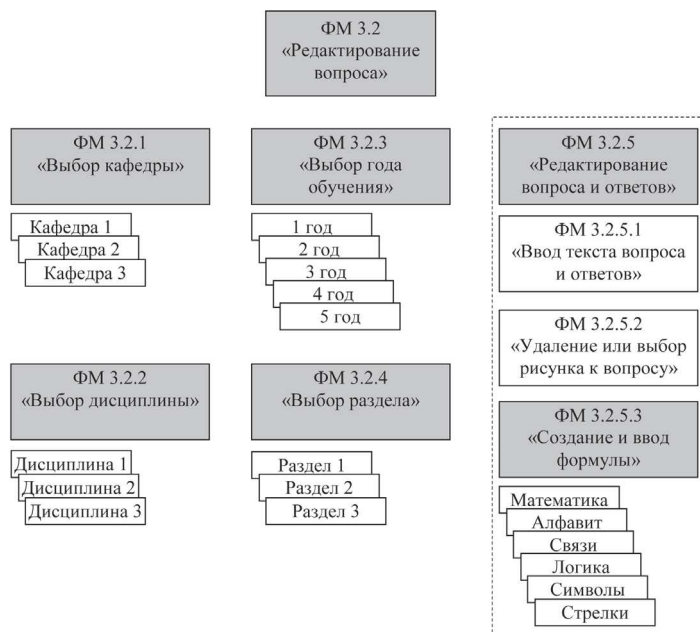 ФМ 3.2
«Редактирование
вопроса»
ФМ 3.2.1
«Выбор кафедры»
Кафедра 1
Кафедра 2
Кафедра 3
ФМ 3.2.3
«Выбор года
обучения»
1 год
2 год
3 год
4 год
5 год
ФМ 3.2.5
«Редактирование
вопроса и ответов»
ФМ 3.2.5.1
«Ввод текста вопроса
и ответов»
ФМ 3.2.5.2
«Удаление или выбор
рисунка к вопросу»
ФМ 3.2.2
«Выбор дисциплины»
Дисциплина 1
Дисциплина 2
Дисциплина 3
ФМ 3.2.4
«Выбор раздела»
Раздел 1
Раздел 2
Раздел 3
ФМ 3.2.5.3
«Создание и ввод
формулы»
Математика
Алфавит
Связи
Логика
Символы
Стрелки